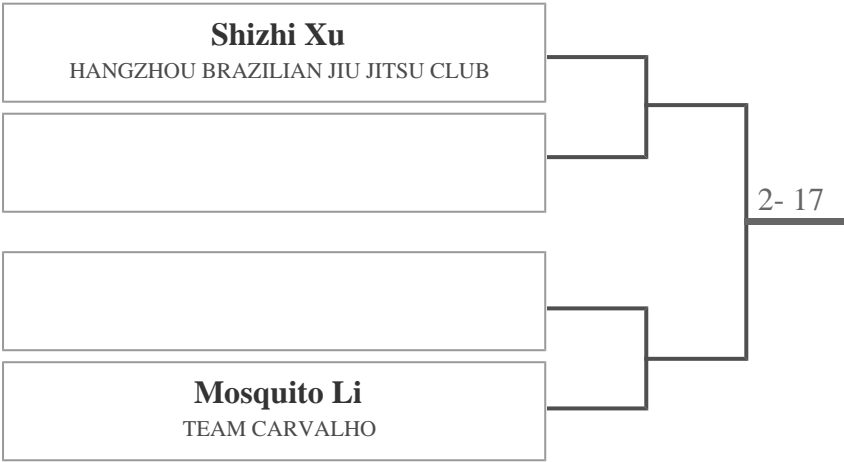 Shizhi Xu
HANGZHOU BRAZILIAN JIU JITSU CLUB
2- 17
Mosquito Li
TEAM CARVALHO